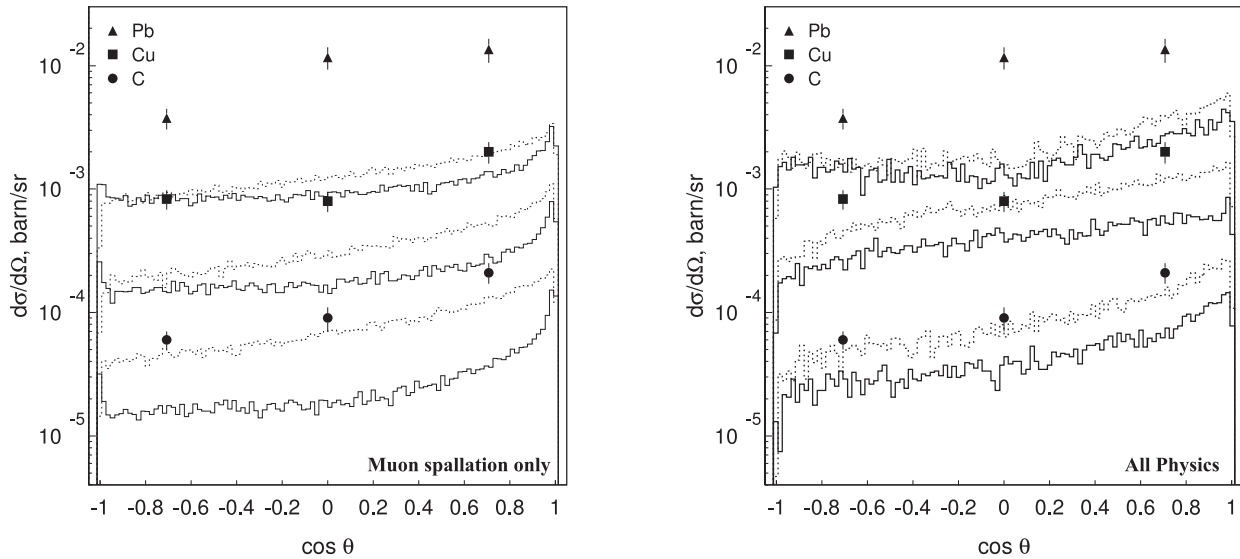 Pb
Cu
C
10 -2
10 -3
10 -4
10 -5
dσ/dΩ, barn/sr
Muon spallation only
-1 -0.8 -0.6 -0.4 -0.2 0 0.2 0.4 0.6 0.8 1
cos θ
Pb
Cu
C
10 -2
10 -3
10 -4
10 -5
dσ/dΩ, barn/sr
All Physics
-1 -0.8 -0.6 -0.4 -0.2 0 0.2 0.4 0.6 0.8 1
cos θ